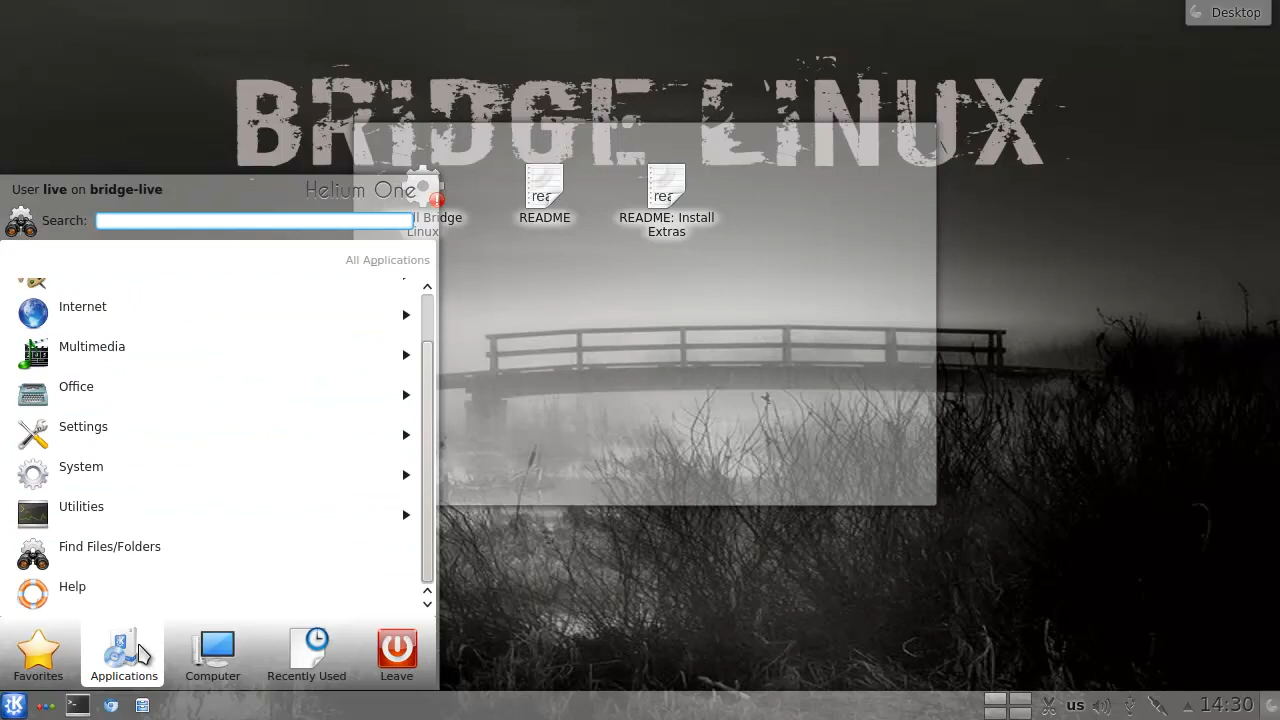 Desktop
BRIDGE LINUX
User live on bridge-live
Helium One
Search:
ll Bridge
Linux
README
README: Install
Extras
All Applications
Internet
Multimedia
Office
Settings
System
Utilities
Find Files/Folders
Help
Favorites
Applications
Computer
Recently Used
Leave
us
14:30